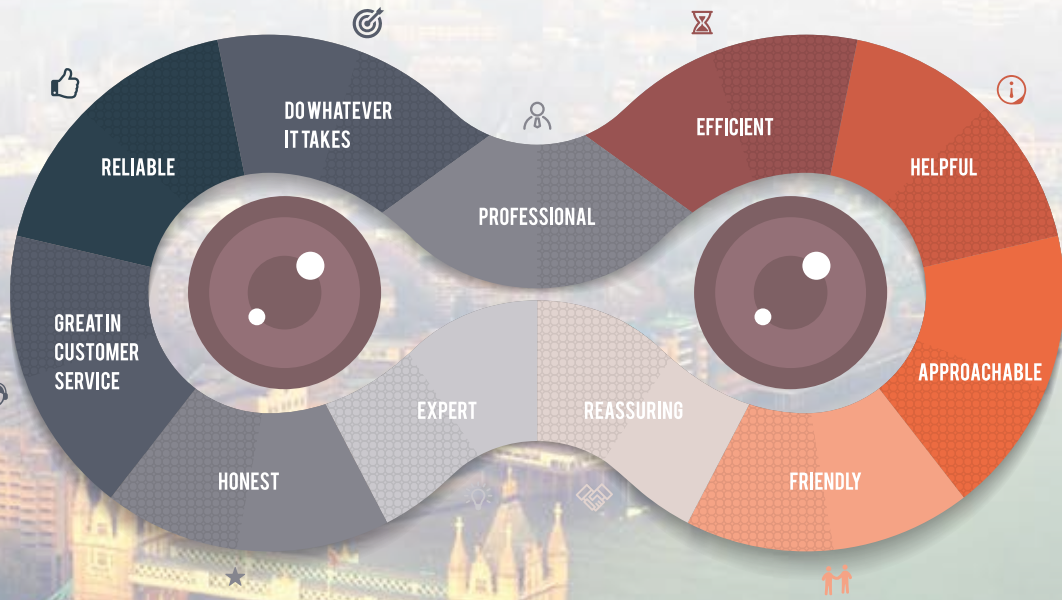 DO WHATEVER
IT TAKES
EFFICIENT
RELIABLE
HELPFUL
PROFESSIONAL
GREAT IN
CUSTOMER
SERVICE
APPROACHABLE
EXPERT
REASSURING
HONEST
FRIENDLY